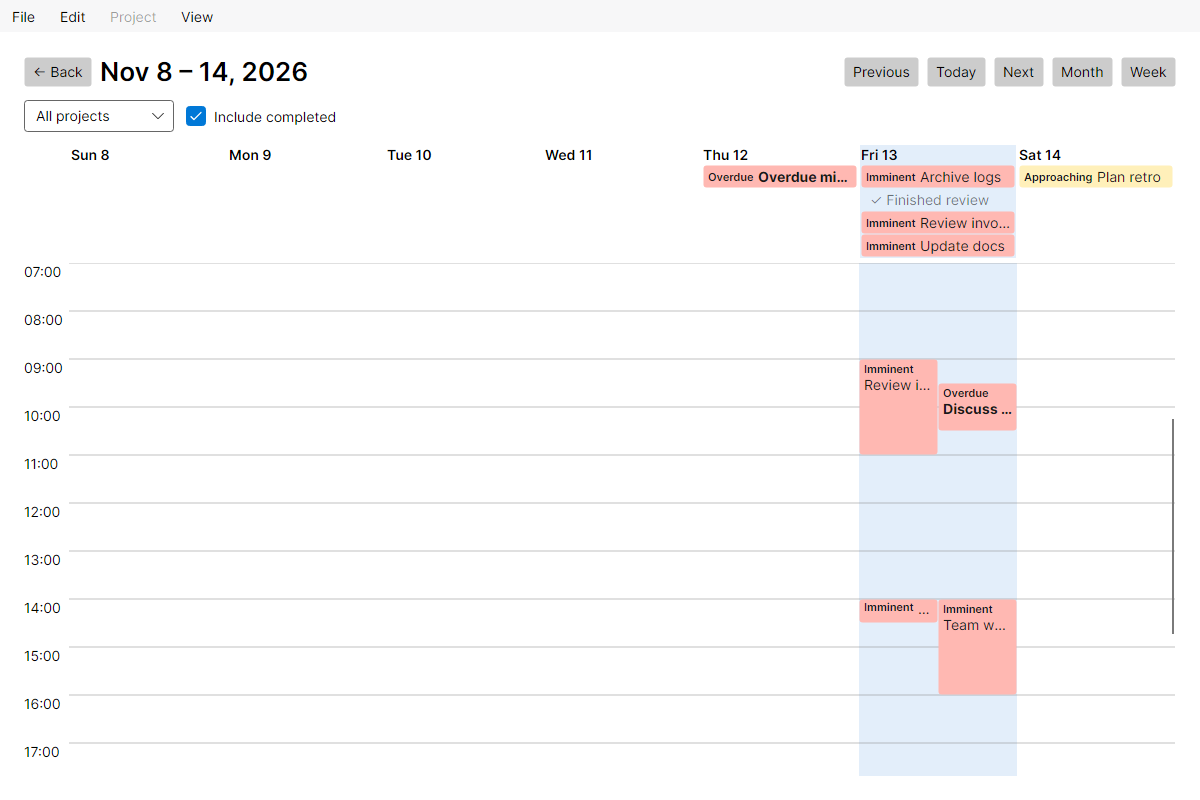 File Edit Project View
← Back Nov 8 – 14, 2026 Previous Today Next Month Week
All projects Include completed
Sun 8 Mon 9 Tue 10 Wed 11 Thu 12 Fri 13 Sat 14
Overdue Overdue mi... Imminent Archive logs Approaching Plan retro
Finished review
Imminent Review invo...
Imminent Update docs
07:00
08:00
09:00
Imminent
Review i...
Overdue
Discuss ...
10:00
11:00
12:00
13:00
14:00
Imminent ...
Imminent
Team w...
15:00
16:00
17:00